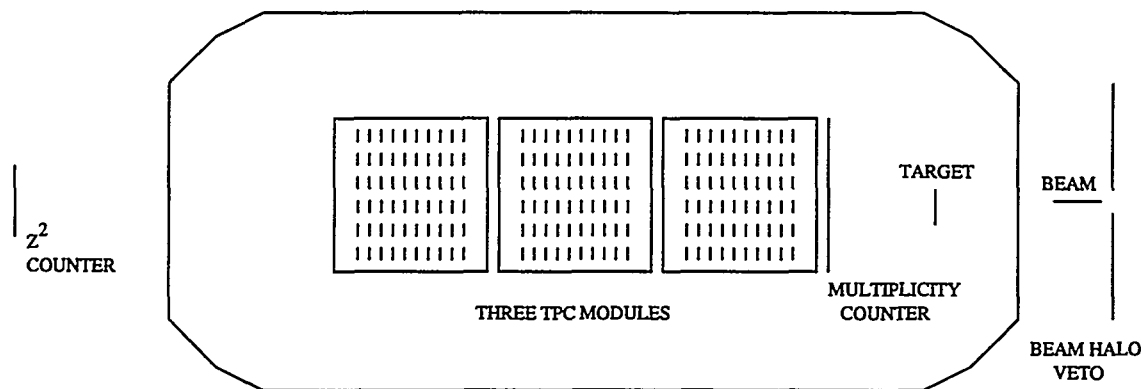 TARGET
BEAM
Z²
COUNTER
THREE TPC MODULES
MULTIPLICITY
COUNTER
BEAM HALO
VETO